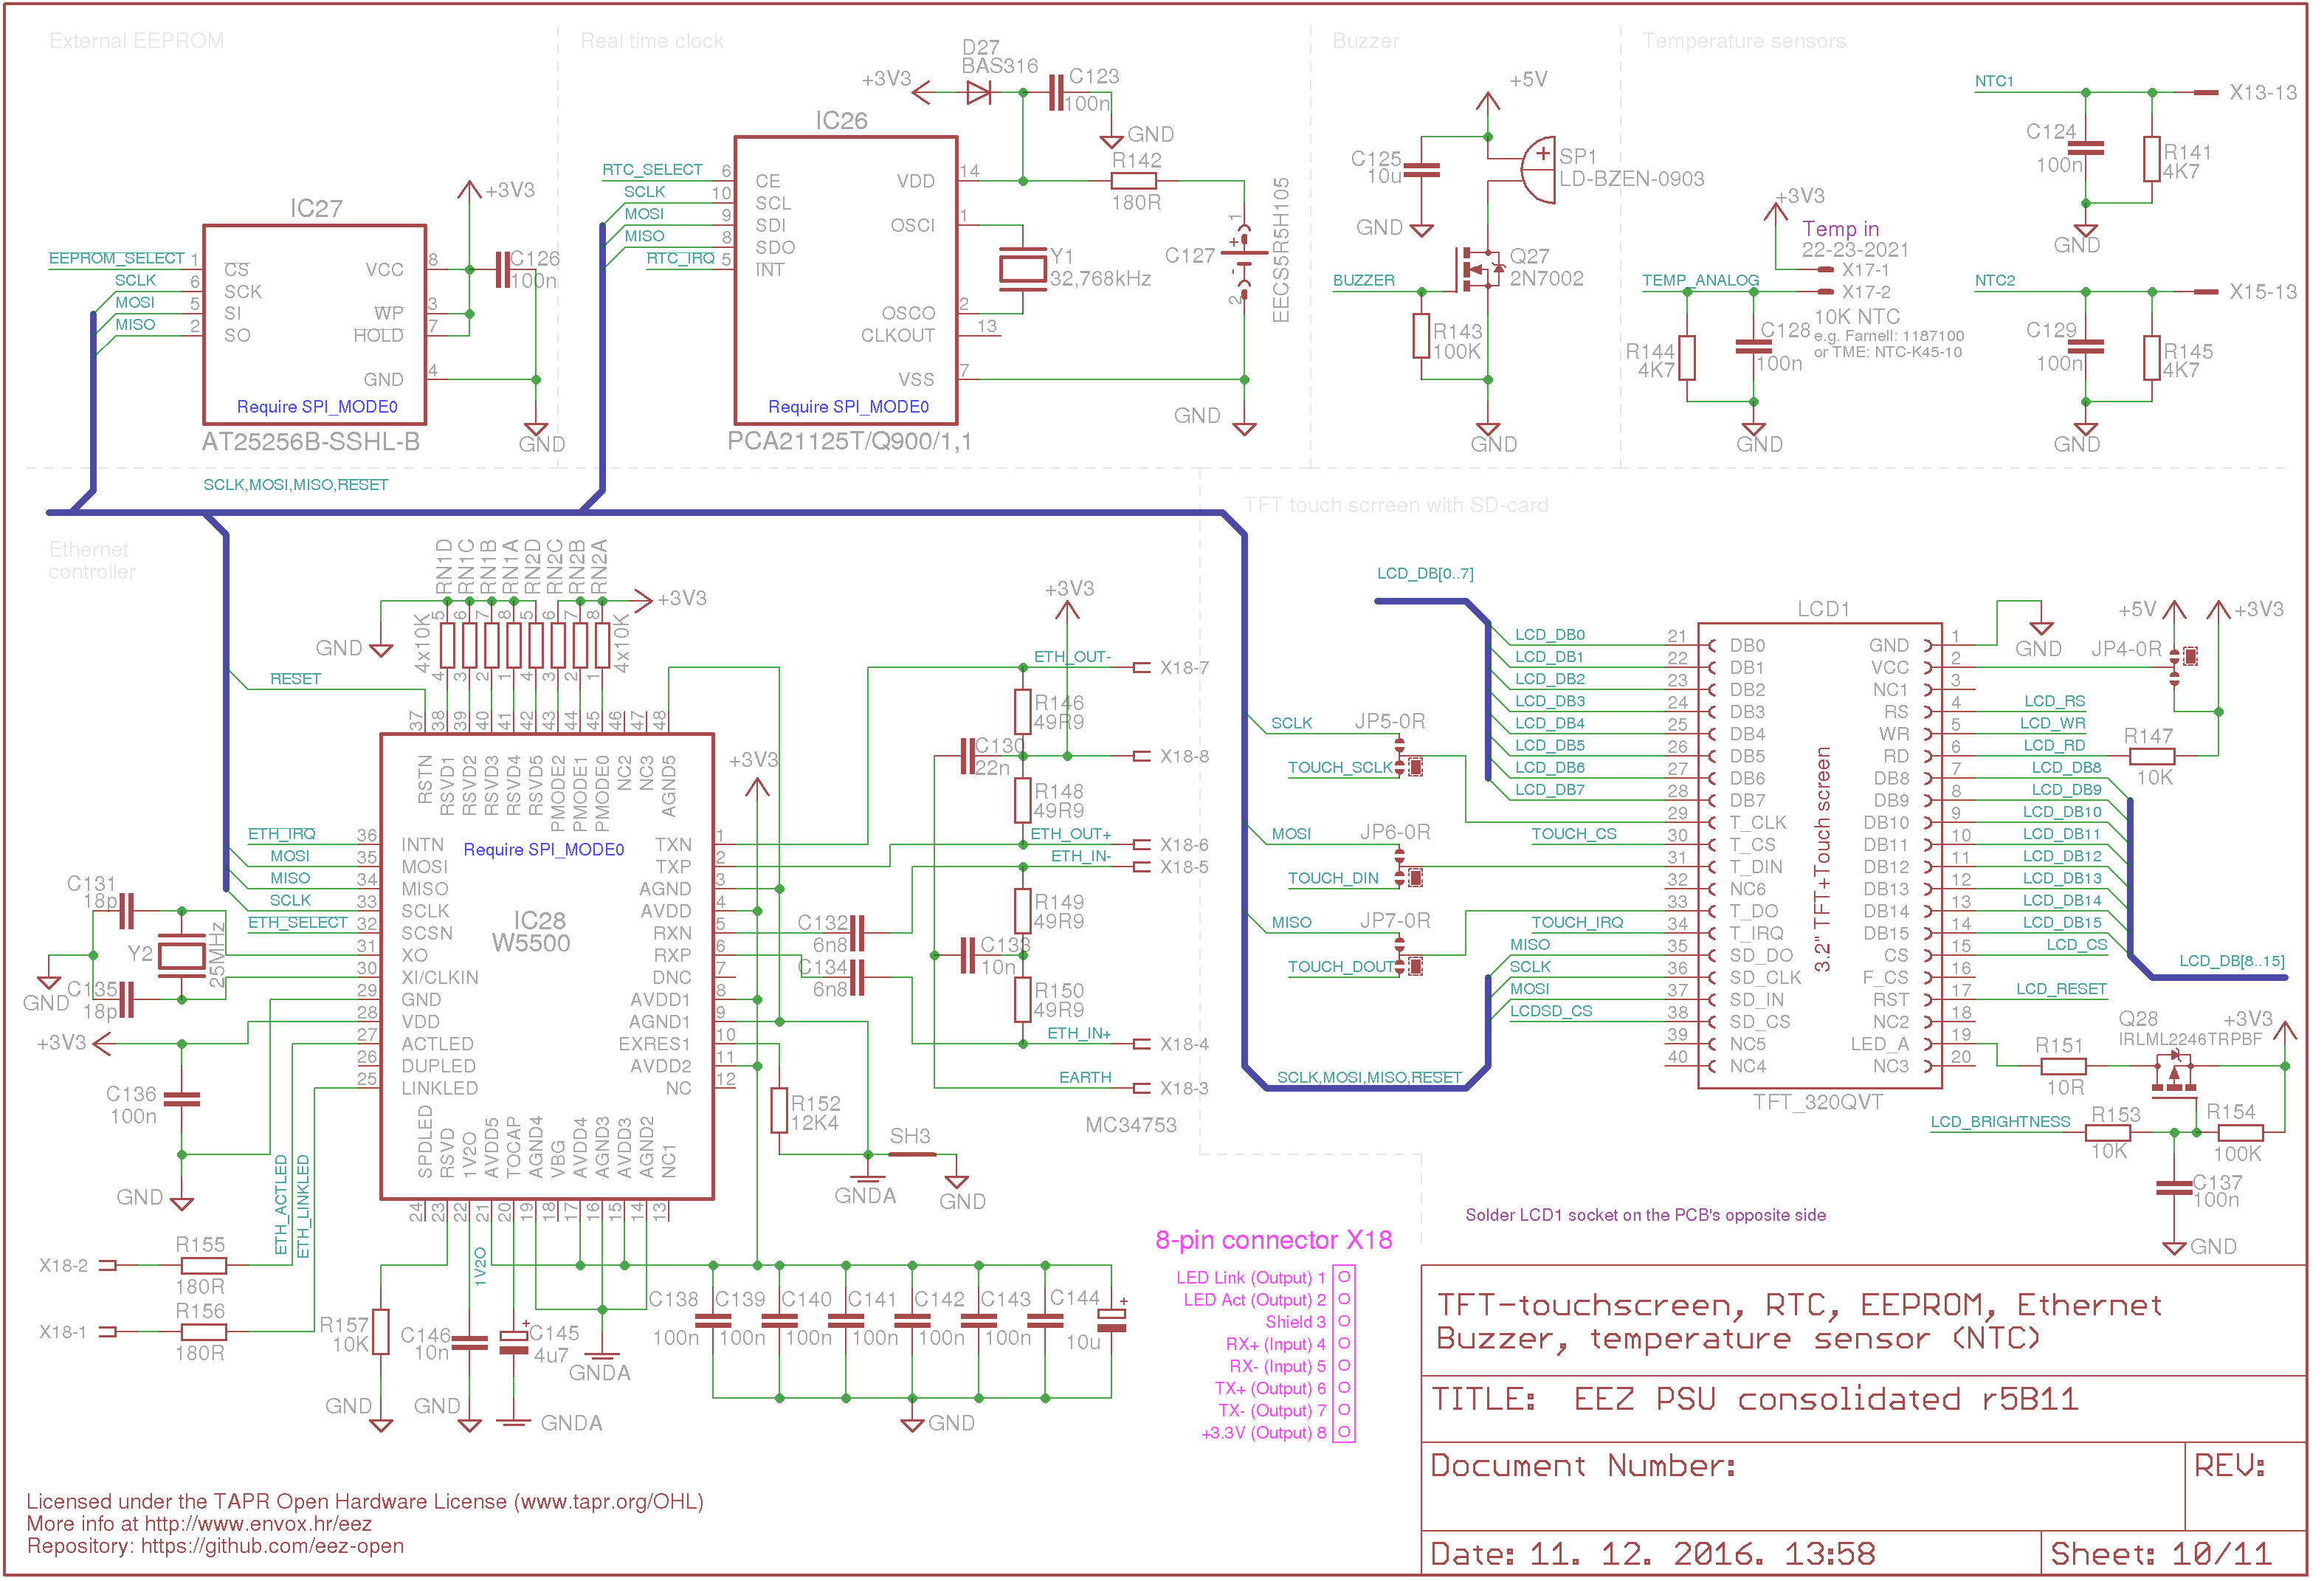 External EEPROM
IC27
+3V3
C126
100n
EEPROM_SELECT 1 CS
SCLK 6 SCK
MOSI 5 SI
MISO 2 SO
VCC 8
WP 3
HOLD 7
GND 4
Require SPI_MODE0
AT25256B-SSHL-B
GND
Real time clock
D27
BAS316
+3V3
C123
100n
GND
IC26
R142
180R
RTC_SELECT 6 CE
SCLK 10 SCL
MOSI 9 SDI
MISO 8 SDO
RTC_IRQ 5 INT
VDD 14
OSCI 1
OSCO 2
CLKOUT 13
VSS 7
Y1
32,768kHz
C127
1
+
-
2
EECS5R5H105
Require SPI_MODE0
PCA21125T/Q900/1,1
GND
Buzzer
+5V
C125
10u
GND
SP1
LD-BZEN-0903
+
BUZZER
Q27
2N7002
R143
100K
GND
Temperature sensors
NTC1
X13-13
C124
100n
R141
4K7
GND
+3V3
Temp in
22-23-2021
X17-1
TEMP_ANALOG
X17-2
10K NTC
e.g. Farnell: 1187100
or TME: NTC-K45-10
R144
4K7
C128
100n
GND
NTC2
X15-13
C129
100n
R145
4K7
GND
SCLK,MOSI,MISO,RESET
Ethernet
controller
RN1D
RN1C
RN1B
RN1A
RN2D
RN2C
RN2B
RN2A
+3V3
GND
4x10K
5 6 7 8 5 6 7 8
4 3 2 1 4 3 2 1
4x10K
RESET
37 38 39 40 41 42 43 44 45 46 47 48
RSTN
RSVD1
RSVD2
RSVD3
RSVD4
RSVD5
PMODE2
PMODE1
PMODE0
NC2
NC3
AGND5
Require SPI_MODE0
IC28
W5500
ETH_IRQ 36 INTN
MOSI 35 MOSI
MISO 34 MISO
SCLK 33 SCLK
ETH_SELECT 32 SCSN
31 XO
30 XI/CLKIN
29 GND
28 VDD
27 ACTLED
26 DUPLED
25 LINKLED
TXN 1
TXP 2
AGND 3
AVDD 4
RXN 5
RXP 6
DNC 7
AVDD1 8
AGND1 9
EXRES1 10
AVDD2 11
NC 12
SPDLED
RSVD
1V2O
AVDD5
TOCAP
AGND4
VBG
AVDD4
AGND3
AVDD3
AGND2
NC1
24 23 22 21 20 19 18 17 16 15 14 13
C131
18p
Y2
25MHz
GND
C135
18p
+3V3
C136
100n
GND
ETH_ACTLED
ETH_LINKLED
X18-2
R155
180R
X18-1
R156
180R
R157
10K
GND
1V2O
C146
10n
GND
+
C145
4u7
GNDA
GNDA
+3V3
C132
6n8
C134
6n8
R152
12K4
SH3
GNDA
GND
C138
100n
C139
100n
C140
100n
C141
100n
C142
100n
C143
100n
C144
+
10u
GND
+3V3
ETH_OUT-
X18-7
R146
49R9
C130
22n
X18-8
R148
49R9
ETH_OUT+
X18-6
ETH_IN-
X18-5
R149
49R9
C133
10n
R150
49R9
ETH_IN+
X18-4
EARTH
X18-3
MC34753
TFT touch scrreen with SD-card
LCD_DB[0..7]
LCD1
LCD_DB0 21 DB0
LCD_DB1 22 DB1
LCD_DB2 23 DB2
LCD_DB3 24 DB3
LCD_DB4 25 DB4
LCD_DB5 26 DB5
LCD_DB6 27 DB6
LCD_DB7 28 DB7
29 T_CLK
TOUCH_CS 30 T_CS
31 T_DIN
32 NC6
33 T_DO
TOUCH_IRQ 34 T_IRQ
MISO 35 SD_DO
SCLK 36 SD_CLK
MOSI 37 SD_IN
LCDSD_CS 38 SD_CS
39 NC5
40 NC4
SCLK
JP5-0R
TOUCH_SCLK
MOSI
JP6-0R
TOUCH_DIN
MISO
JP7-0R
TOUCH_DOUT
SCLK,MOSI,MISO,RESET
3.2" TFT+Touch screen
GND 1
VCC 2
NC1 3
RS 4 LCD_RS
WR 5 LCD_WR
RD 6 LCD_RD
DB8 7 LCD_DB8
DB9 8 LCD_DB9
DB10 9 LCD_DB10
DB11 10 LCD_DB11
DB12 11 LCD_DB12
DB13 12 LCD_DB13
DB14 13 LCD_DB14
DB15 14 LCD_DB15
CS 15 LCD_CS
F_CS 16
RST 17 LCD_RESET
NC2 18
LED_A 19
NC3 20
TFT_320QVT
GND
+5V
+3V3
JP4-0R
R147
10K
LCD_DB[8..15]
Q28
IRLML2246TRPBF
+3V3
R151
10R
LCD_BRIGHTNESS
R153
10K
R154
100K
C137
100n
GND
Solder LCD1 socket on the PCB's opposite side
8-pin connector X18
LED Link (Output) 1
LED Act (Output) 2
Shield 3
RX+ (Input) 4
RX- (Input) 5
TX+ (Output) 6
TX- (Output) 7
+3.3V (Output) 8
TFT-touchscreen, RTC, EEPROM, Ethernet
Buzzer, temperature sensor (NTC)
TITLE: EEZ PSU consolidated r5B11
Document Number:
REV:
Date: 11. 12. 2016. 13:58
Sheet: 10/11
Licensed under the TAPR Open Hardware License (www.tapr.org/OHL)
More info at http://www.envox.hr/eez
Repository: https://github.com/eez-open